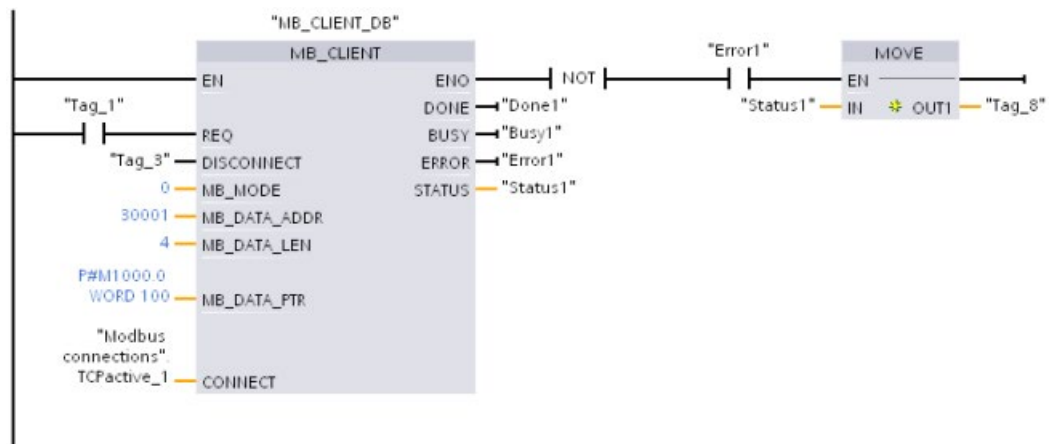 "MB_CLIENT_DB"
MB_CLIENT
EN
ENO
NOT
"Error1"
MOVE
EN
"Tag_1"
REQ
DONE
"Done1"
"Status1"
IN
OUT1
"Tag_8"
BUSY
"Busy1"
"Tag_3"
DISCONNECT
ERROR
"Error1"
0
MB_MODE
STATUS
"Status1"
30001
MB_DATA_ADDR
4
MB_DATA_LEN
P#M1000.0
WORD 100
MB_DATA_PTR
"Modbus
connections".
TCPactive_1
CONNECT